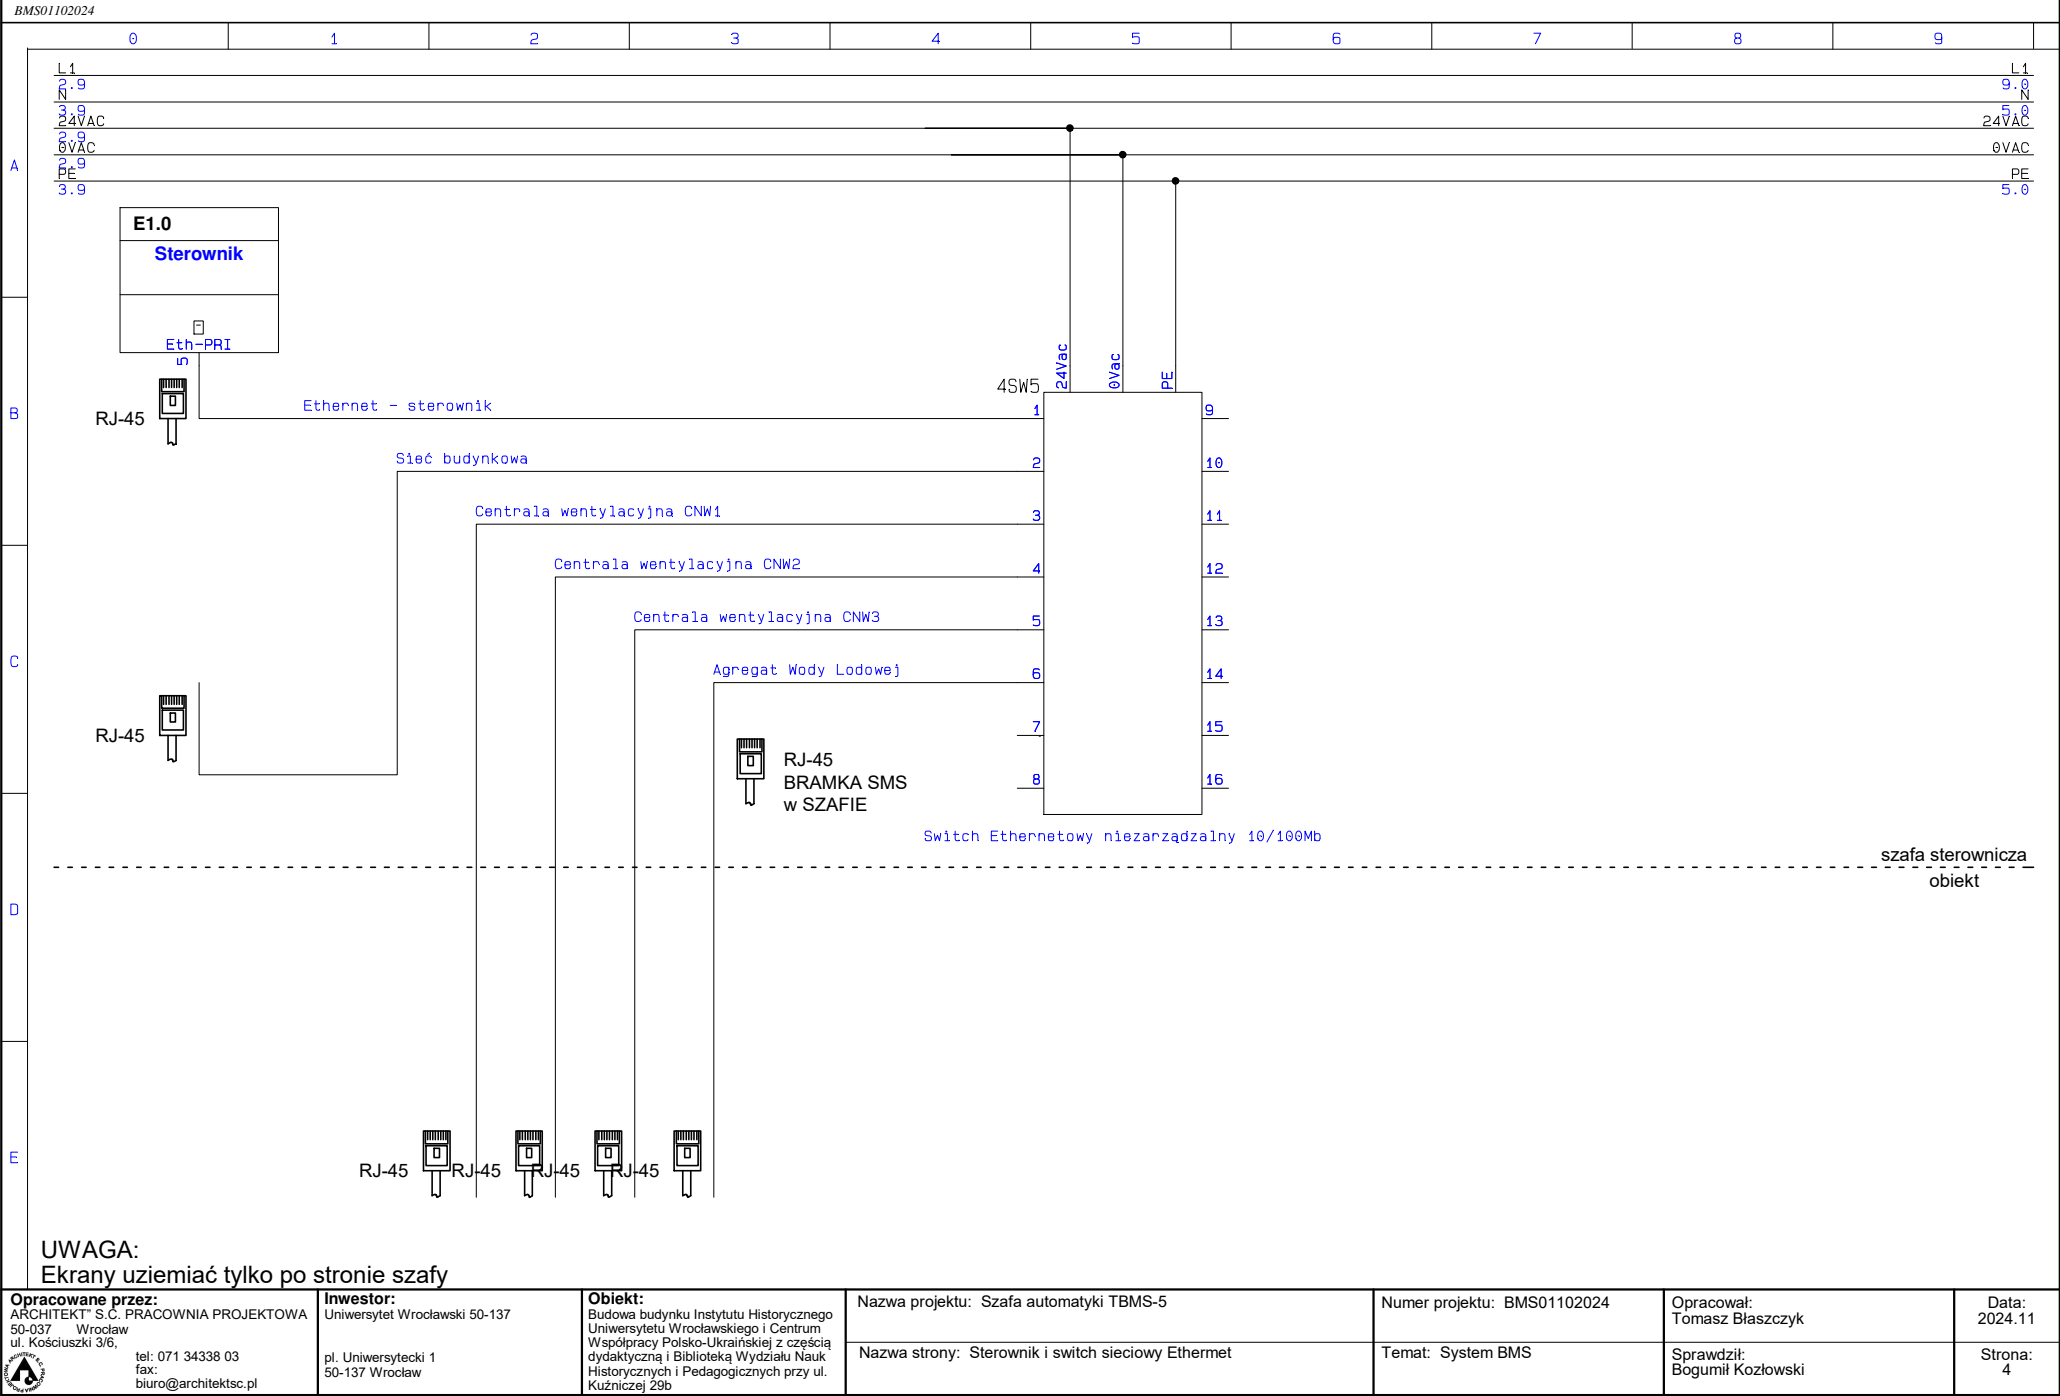 BMS01102024
0 1 2 3 4 5 6 7 8 9
L1 L1
2.9 9.0
N N
3.9 5.0
24VAC 24VAC
2.9
0VAC 0VAC
2.9
PE PE
3.9 5.0
A
E1.0
Sterownik
Eth-PRI
5
24Vac 0Vac PE
4SW5
B
RJ-45
Ethernet - sterownik 1 9
Sieć budynkowa 2 10
Centrala wentylacyjna CNW1 3 11
Centrala wentylacyjna CNW2 4 12
Centrala wentylacyjna CNW3 5 13
C
Agregat Wody Lodowej 6 14
7 15
RJ-45
RJ-45
BRAMKA SMS
w SZAFIE
8 16
Switch Ethernetowy niezarządzalny 10/100Mb
szafa sterownicza
obiekt
D
E
RJ-45 RJ-45 RJ-45 RJ-45
UWAGA:
Ekrany uziemiać tylko po stronie szafy
Opracowane przez:
ARCHITEKT" S.C. PRACOWNIA PROJEKTOWA
50-037 Wrocław
ul. Kościuszki 3/6,
tel: 071 34338 03
fax:
biuro@architektsc.pl
Inwestor:
Uniwersytet Wrocławski 50-137
pl. Uniwersytecki 1
50-137 Wrocław
Obiekt:
Budowa budynku Instytutu Historycznego
Uniwersytetu Wrocławskiego i Centrum
Współpracy Polsko-Ukraińskiej z częścią
dydaktyczną i Biblioteką Wydziału Nauk
Historycznych i Pedagogicznych przy ul.
Kuźniczej 29b
Nazwa projektu: Szafa automatyki TBMS-5
Nazwa strony: Sterownik i switch sieciowy Ethermet
Numer projektu: BMS01102024
Temat: System BMS
Opracował:
Tomasz Błaszczyk
Sprawdził:
Bogumił Kozłowski
Data:
2024.11
Strona:
4